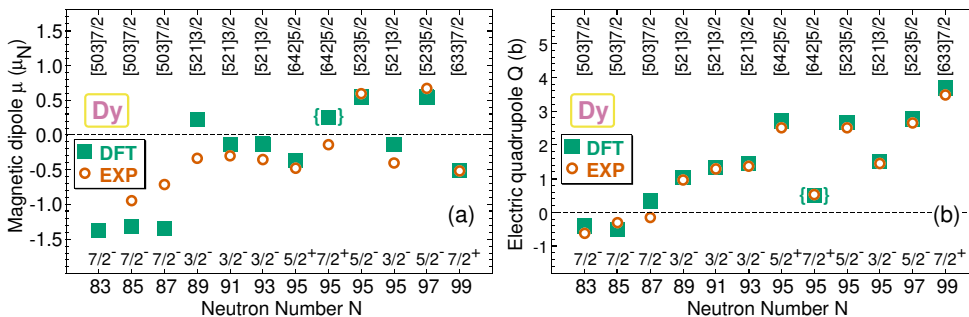 Magnetic dipole μ (μN)
1.5
1.0
0.5
0.0
-0.5
-1.0
-1.5
[503]7/2
[503]7/2
[503]7/2
[521]3/2
[521]3/2
[521]3/2
[642]5/2
[642]5/2
[523]5/2
[521]3/2
[523]5/2
[633]7/2
Dy
{ }
DFT
EXP
(a)
7/2⁻ 7/2⁻ 7/2⁻ 3/2⁻ 3/2⁻ 3/2⁻ 5/2⁺ 7/2⁺ 5/2⁻ 3/2⁻ 5/2⁻ 7/2⁺
83 85 87 89 91 93 95 95 95 95 97 99
Neutron Number N
Electric quadrupole Q (b)
5
4
3
2
1
0
-1
[503]7/2
[503]7/2
[503]7/2
[521]3/2
[521]3/2
[521]3/2
[642]5/2
[642]5/2
[523]5/2
[521]3/2
[523]5/2
[633]7/2
Dy
DFT
EXP
{ }
(b)
7/2⁻ 7/2⁻ 7/2⁻ 3/2⁻ 3/2⁻ 3/2⁻ 5/2⁺ 7/2⁺ 5/2⁻ 3/2⁻ 5/2⁻ 7/2⁺
83 85 87 89 91 93 95 95 95 95 97 99
Neutron Number N